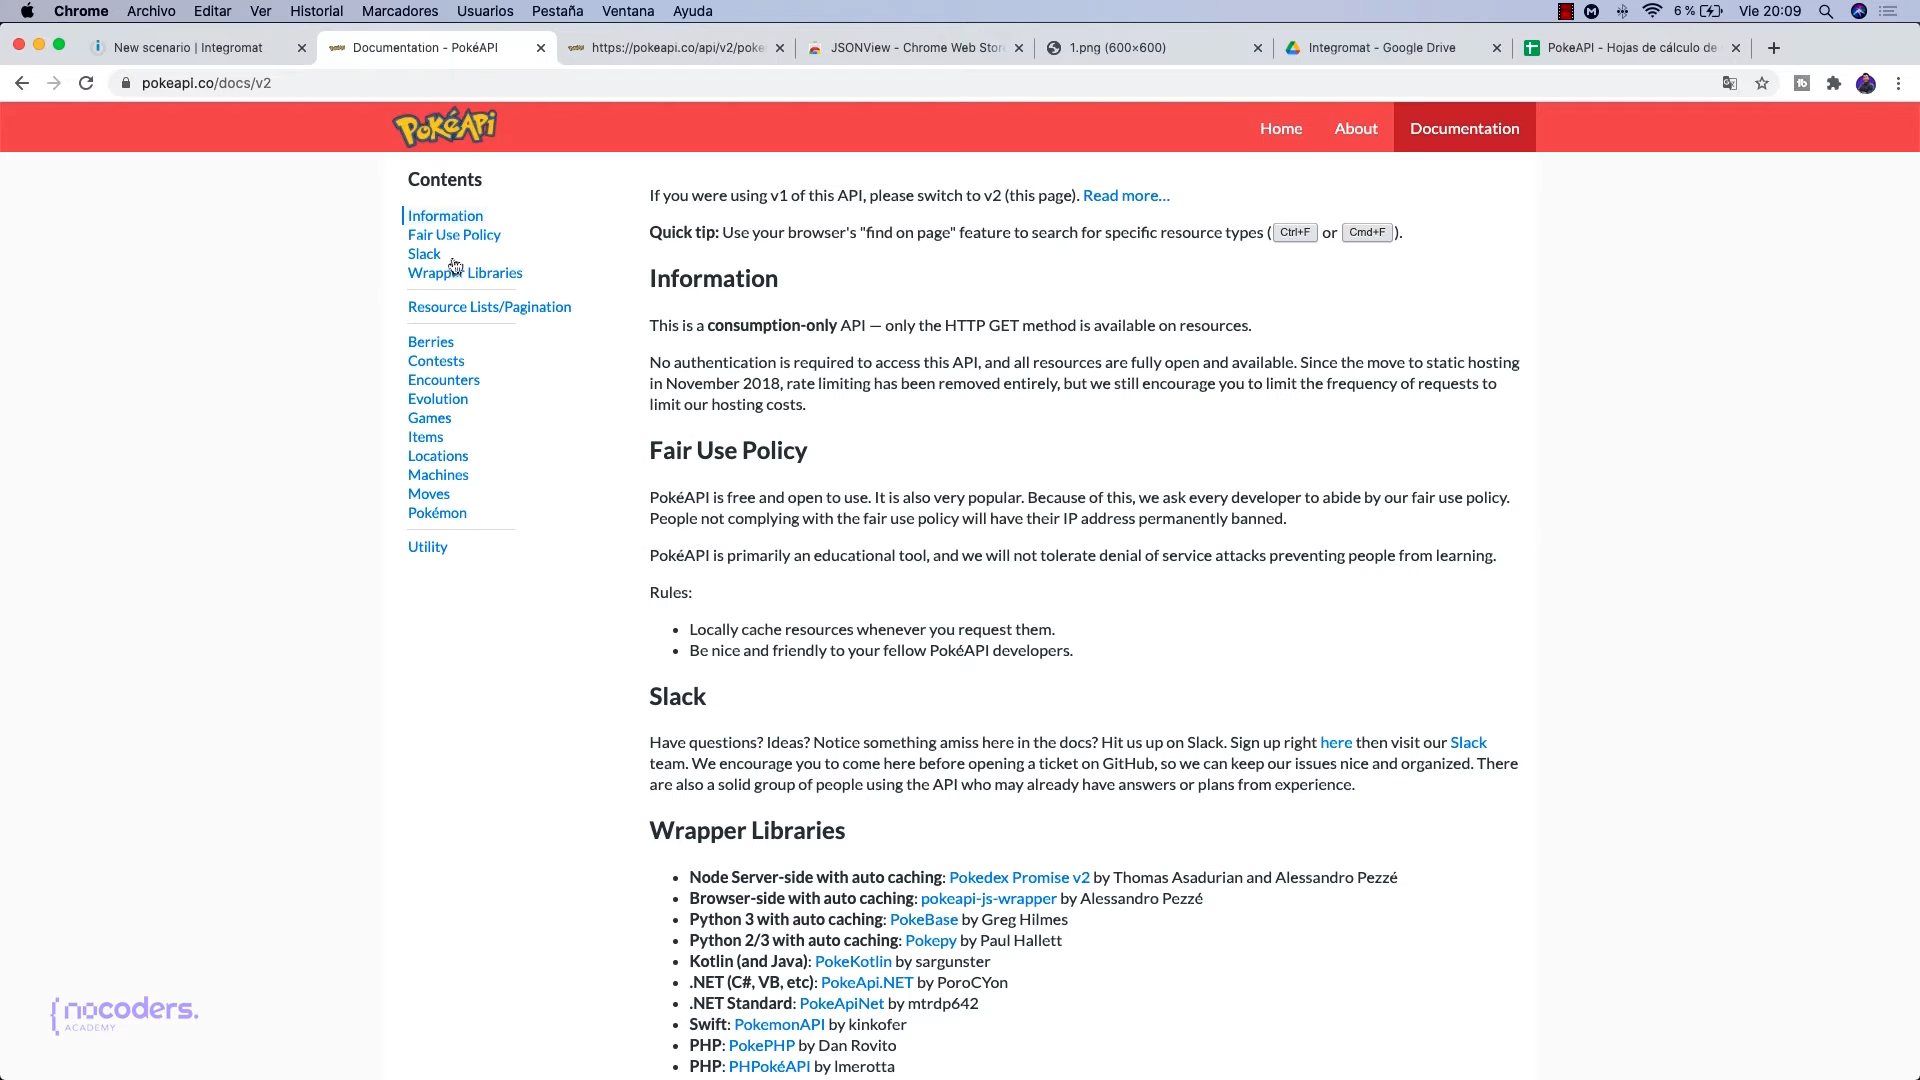 Chrome Archivo Editar Ver Historial Marcadores Usuarios Pestaña Ventana Ayuda M 6 % Vie 20:09
New scenario | Integromat Documentation - PokéAPI https://pokeapi.co/api/v2/poke JSONView - Chrome Web Stor 1.png (600×600) Integromat - Google Drive PokeAPI - Hojas de cálculo de
pokeapi.co/docs/v2
PokéAPI
Home About Documentation
Contents
Information
Fair Use Policy
Slack
Wrapper Libraries
Resource Lists/Pagination
Berries
Contests
Encounters
Evolution
Games
Items
Locations
Machines
Moves
Pokémon
Utility
If you were using v1 of this API, please switch to v2 (this page). Read more…
Quick tip: Use your browser's "find on page" feature to search for specific resource types ( Ctrl+F or Cmd+F ).
Information
This is a consumption-only API — only the HTTP GET method is available on resources.
No authentication is required to access this API, and all resources are fully open and available. Since the move to static hosting
in November 2018, rate limiting has been removed entirely, but we still encourage you to limit the frequency of requests to
limit our hosting costs.
Fair Use Policy
PokéAPI is free and open to use. It is also very popular. Because of this, we ask every developer to abide by our fair use policy.
People not complying with the fair use policy will have their IP address permanently banned.
PokéAPI is primarily an educational tool, and we will not tolerate denial of service attacks preventing people from learning.
Rules:
• Locally cache resources whenever you request them.
• Be nice and friendly to your fellow PokéAPI developers.
Slack
Have questions? Ideas? Notice something amiss here in the docs? Hit us up on Slack. Sign up right here then visit our Slack
team. We encourage you to come here before opening a ticket on GitHub, so we can keep our issues nice and organized. There
are also a solid group of people using the API who may already have answers or plans from experience.
Wrapper Libraries
• Node Server-side with auto caching: Pokedex Promise v2 by Thomas Asadurian and Alessandro Pezzé
• Browser-side with auto caching: pokeapi-js-wrapper by Alessandro Pezzé
• Python 3 with auto caching: PokeBase by Greg Hilmes
• Python 2/3 with auto caching: Pokepy by Paul Hallett
• Kotlin (and Java): PokeKotlin by sargunster
• .NET (C#, VB, etc): PokeApi.NET by PoroCYon
• .NET Standard: PokeApiNet by mtrdp642
• Swift: PokemonAPI by kinkofer
• PHP: PokePHP by Dan Rovito
• PHP: PHPokéAPI by lmerotta
{nocoders.
ACADEMY